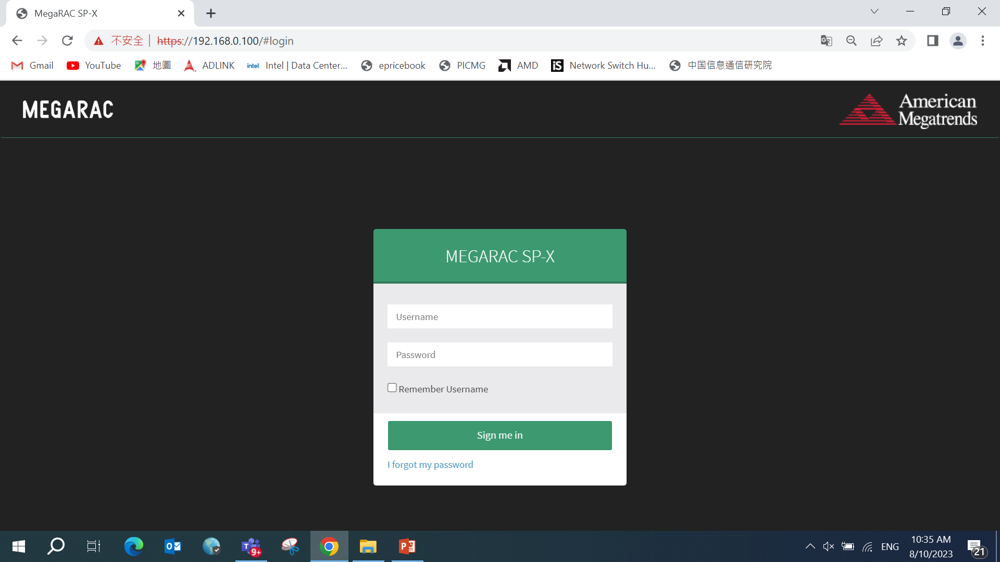 MegaRAC SP-X
不安全 | https://192.168.0.100/#login
Gmail YouTube 地圖 ADLINK intel Intel | Data Center... epricebook PICMG AMD iS Network Switch Hu... 中国信息通信研究院
MEGARAC
American
Megatrends
MEGARAC SP-X
Username
Password
Remember Username
Sign me in
I forgot my password
T 9+
P
ENG
10:35 AM
8/10/2023
21